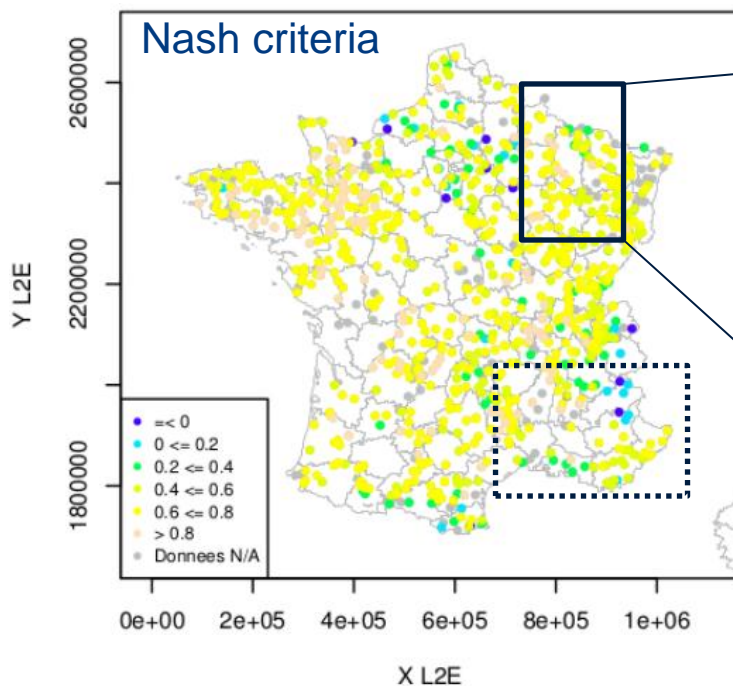 Nash criteria
Y L2E
2600000
2200000
1800000
=< 0
0 <= 0.2
0.2 <= 0.4
0.4 <= 0.6
0.6 <= 0.8
> 0.8
Donnees N/A
0e+00 2e+05 4e+05 6e+05 8e+05 1e+06
X L2E